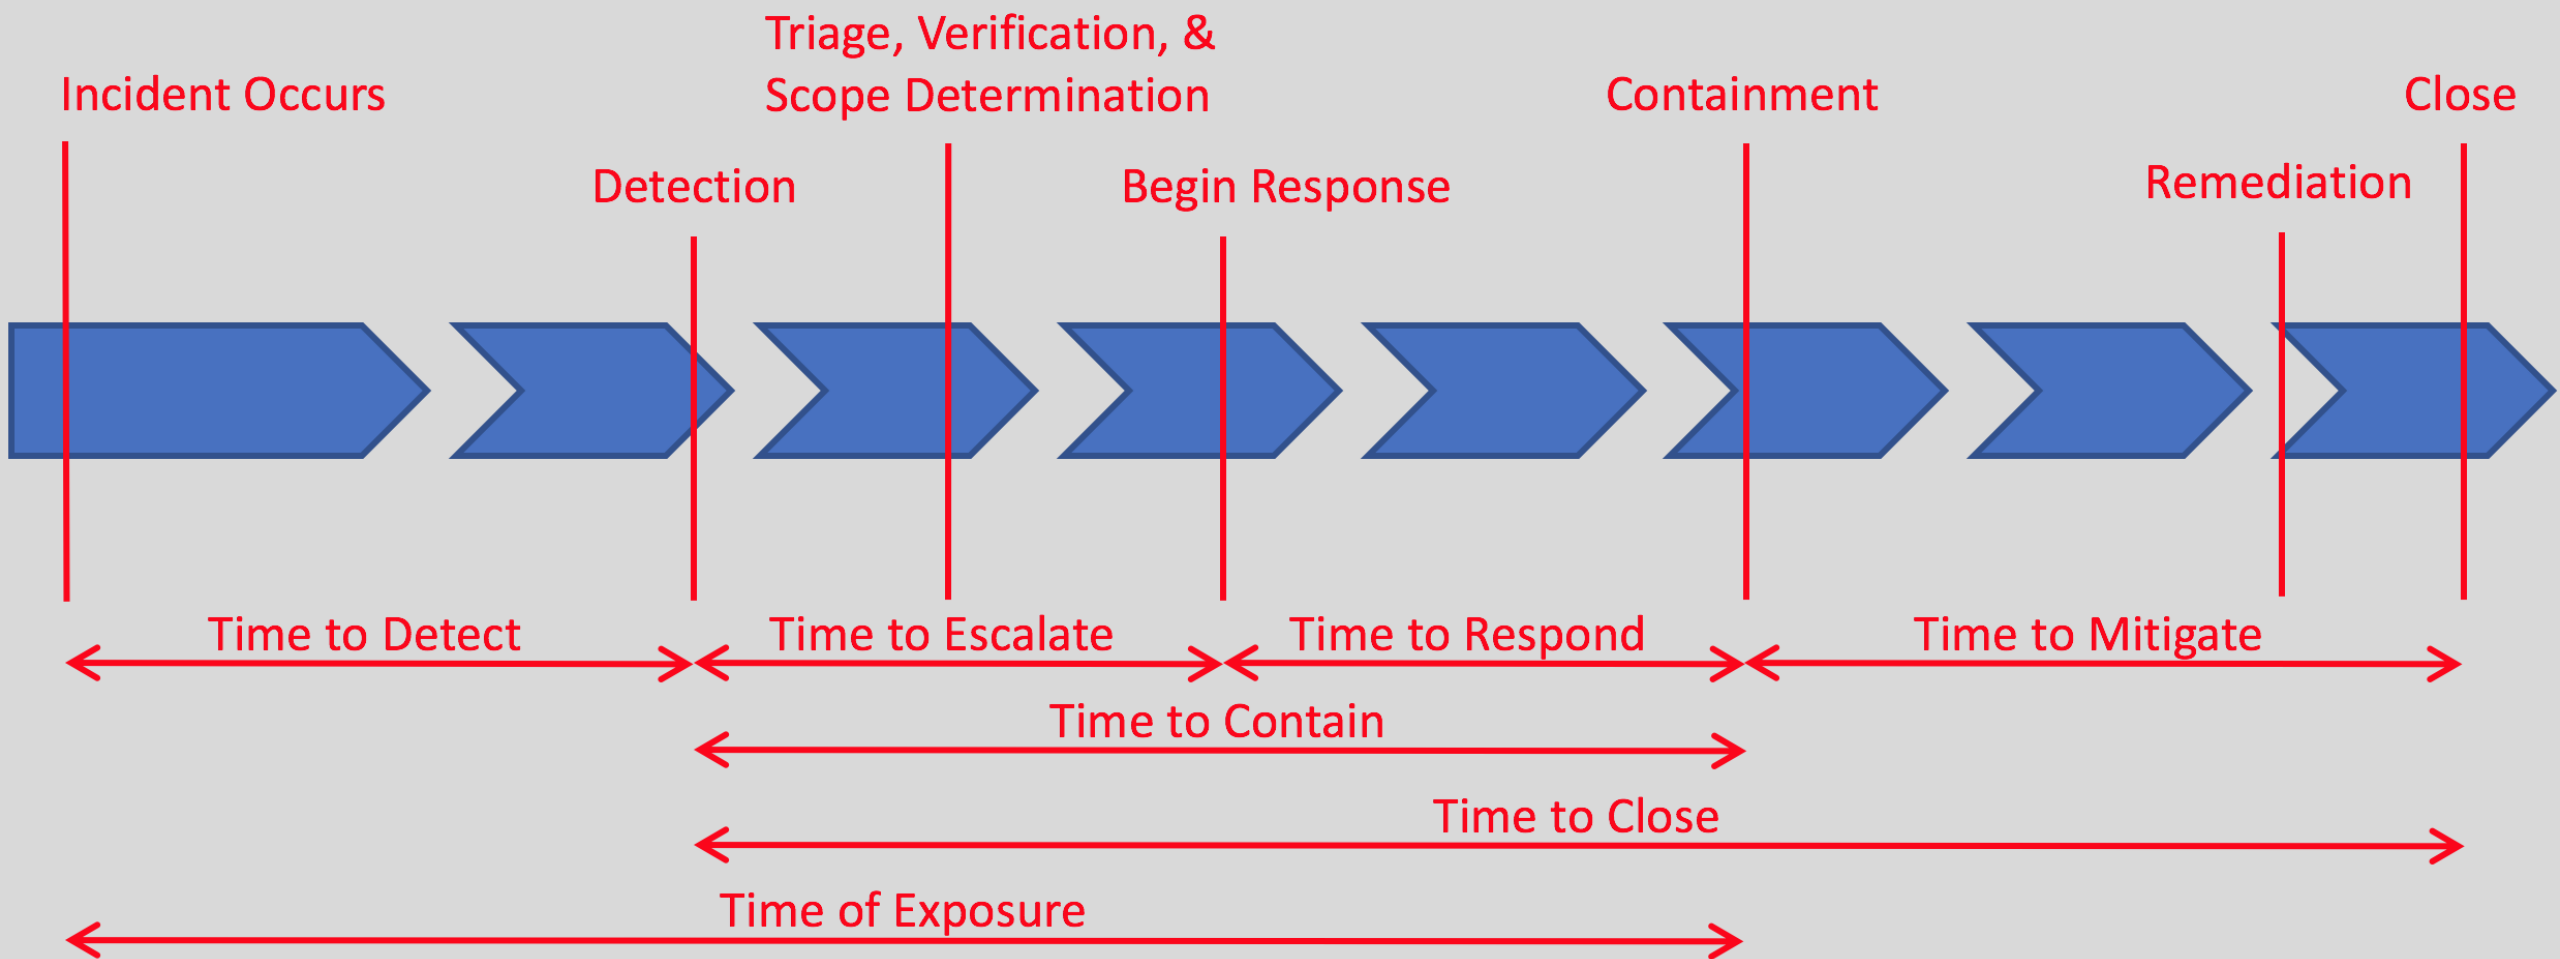 Triage, Verification, &
Scope Determination
Incident Occurs
Containment
Close
Detection
Begin Response
Remediation
Time to Detect
Time to Escalate
Time to Respond
Time to Mitigate
Time to Contain
Time to Close
Time of Exposure